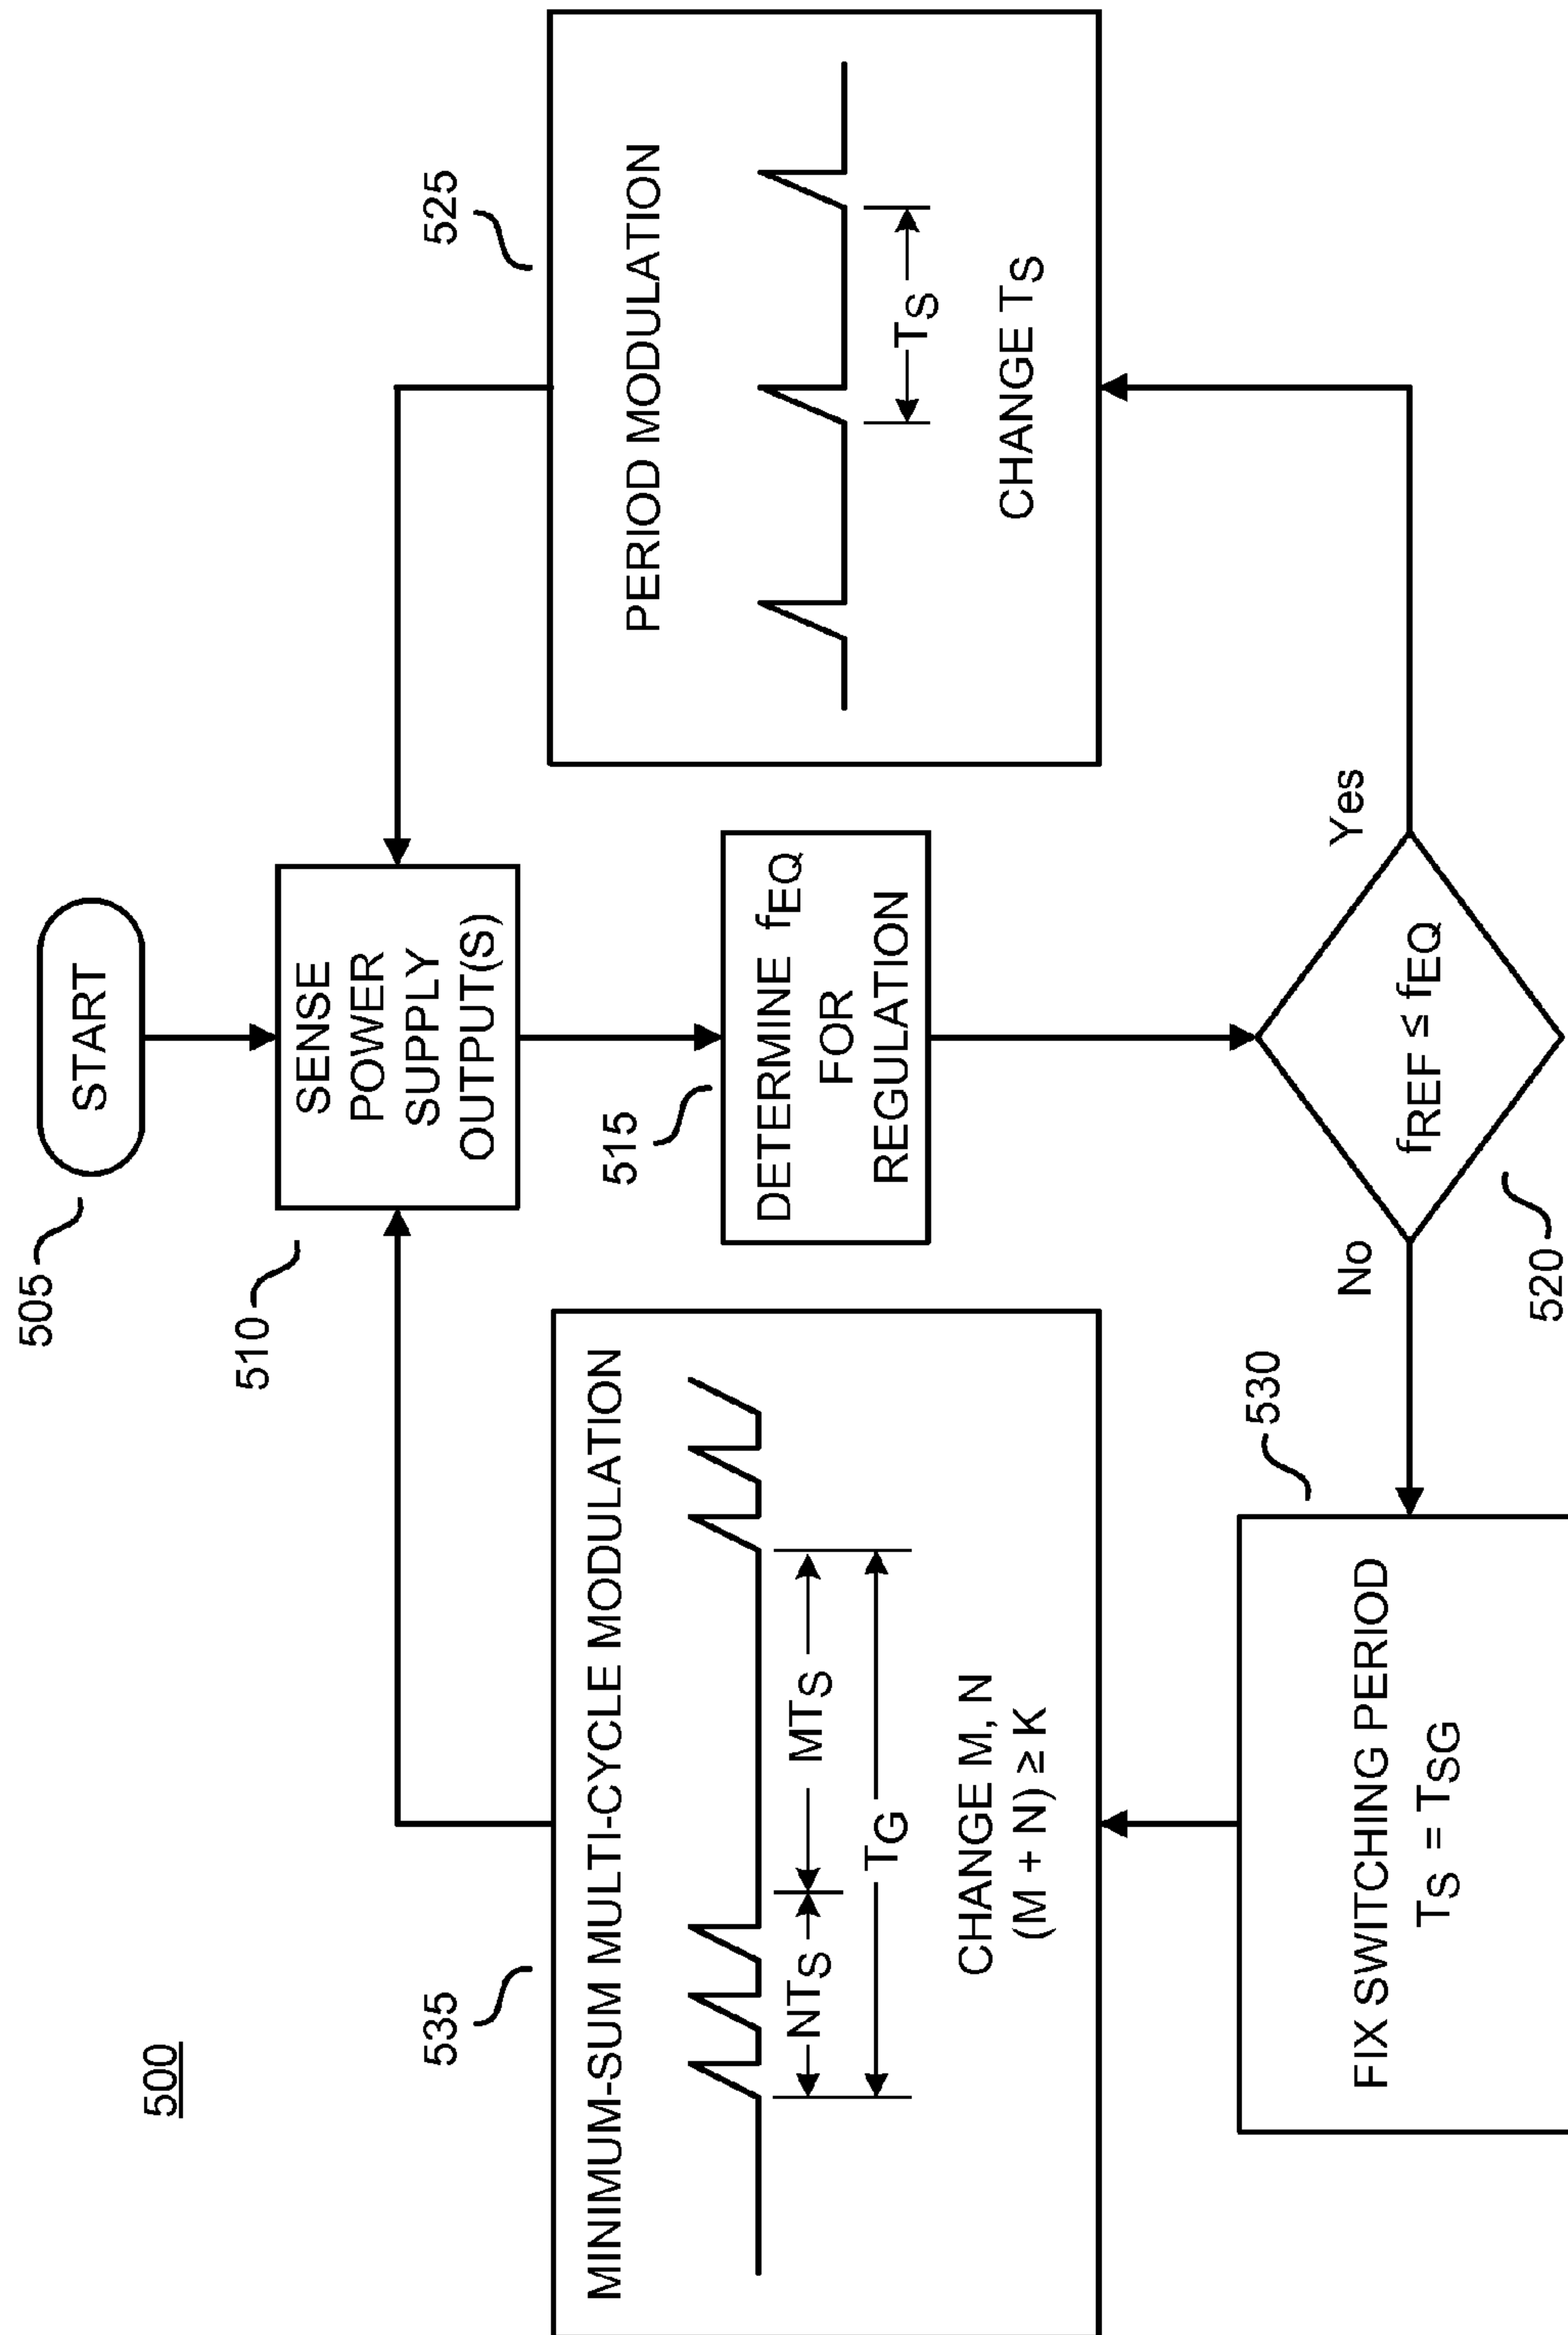 500
505
START
510
SENSE
POWER
SUPPLY
OUTPUT(S)
515
DETERMINE fEQ
FOR
REGULATION
520
fREF ≤ fEQ
Yes
No
525
PERIOD MODULATION
TS
CHANGE TS
530
FIX SWITCHING PERIOD
TS = TSG
535
MINIMUM-SUM MULTI-CYCLE MODULATION
NTS
MTS
TG
CHANGE M, N
(M + N) ≥ K